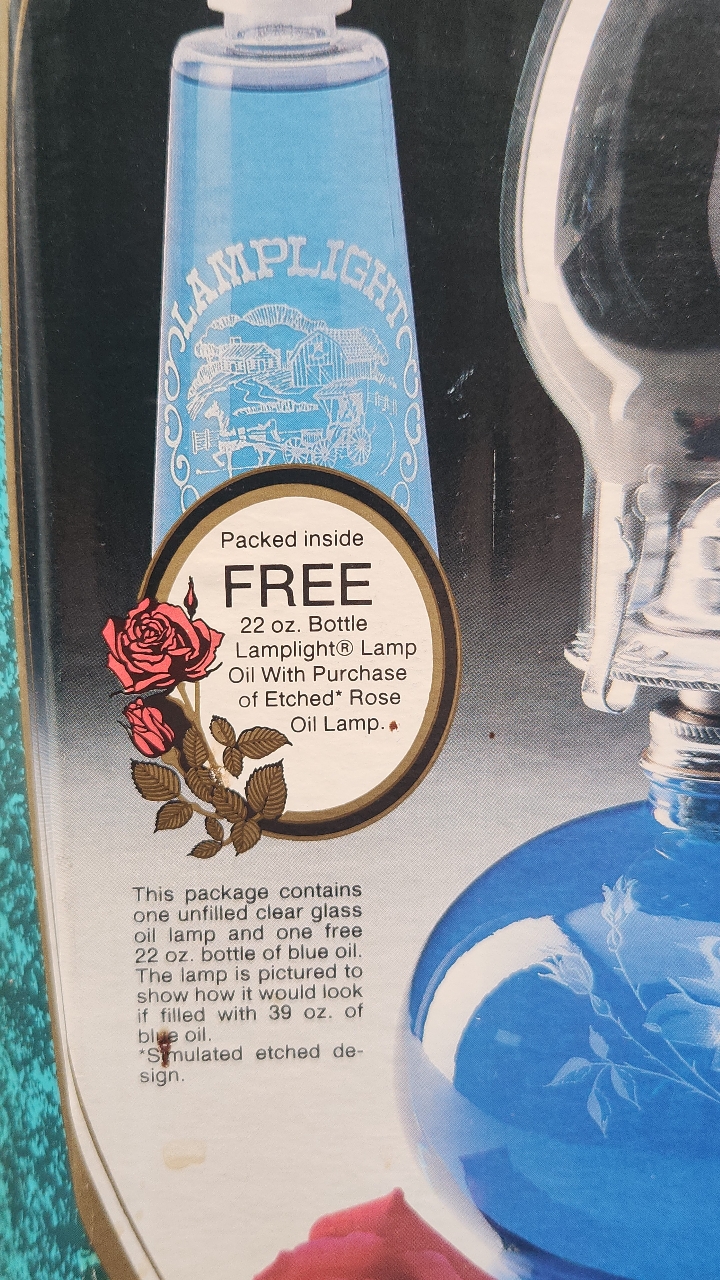 LAMPLIGHT
Packed inside
FREE
22 oz. Bottle
Lamplight® Lamp
Oil With Purchase
of Etched* Rose
Oil Lamp.
This package contains
one unfilled clear glass
oil lamp and one free
22 oz. bottle of blue oil.
The lamp is pictured to
show how it would look
if filled with 39 oz. of
blue oil.
*Simulated etched de-
sign.